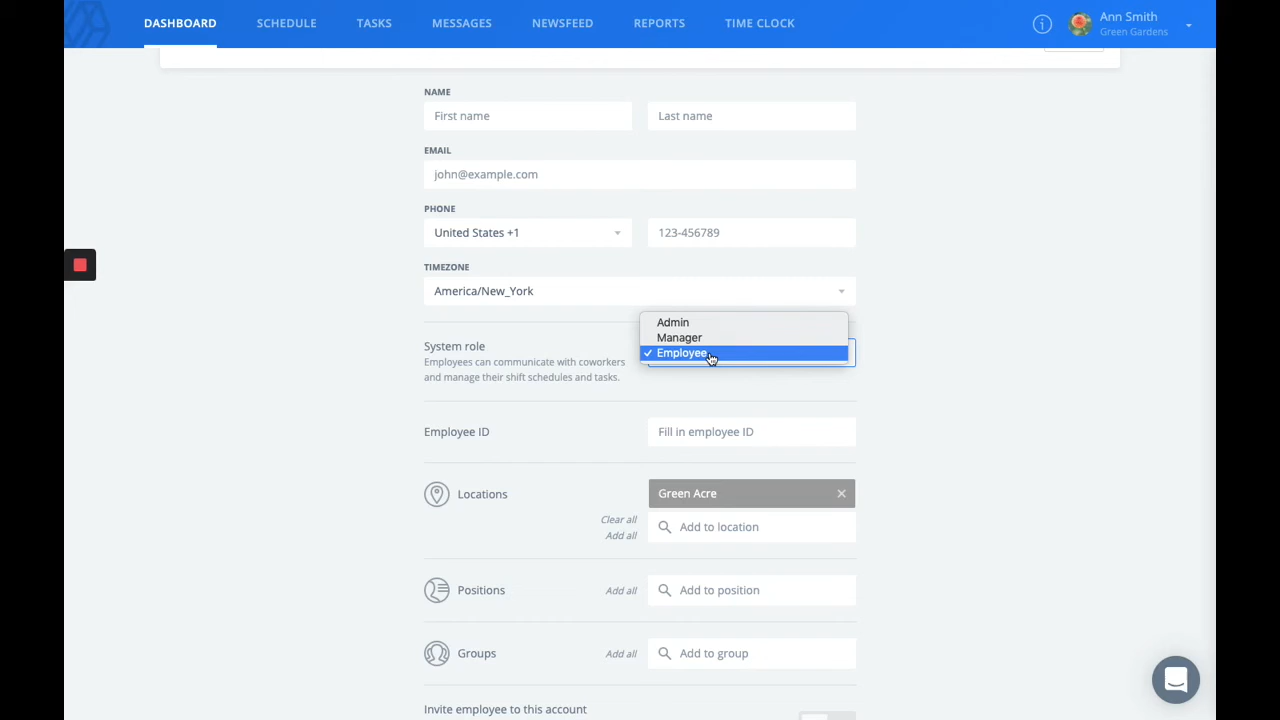 DASHBOARD SCHEDULE TASKS MESSAGES NEWSFEED REPORTS TIME CLOCK
Ann Smith
Green Gardens
NAME
First name Last name
EMAIL
john@example.com
PHONE
United States +1 123-456789
TIMEZONE
America/New_York
Admin
Manager
Employee
System role
Employees can communicate with coworkers
and manage their shift schedules and tasks.
Employee ID Fill in employee ID
Locations Green Acre
Clear all
Add all
Add to location
Positions Add all Add to position
Groups Add all Add to group
Invite employee to this account